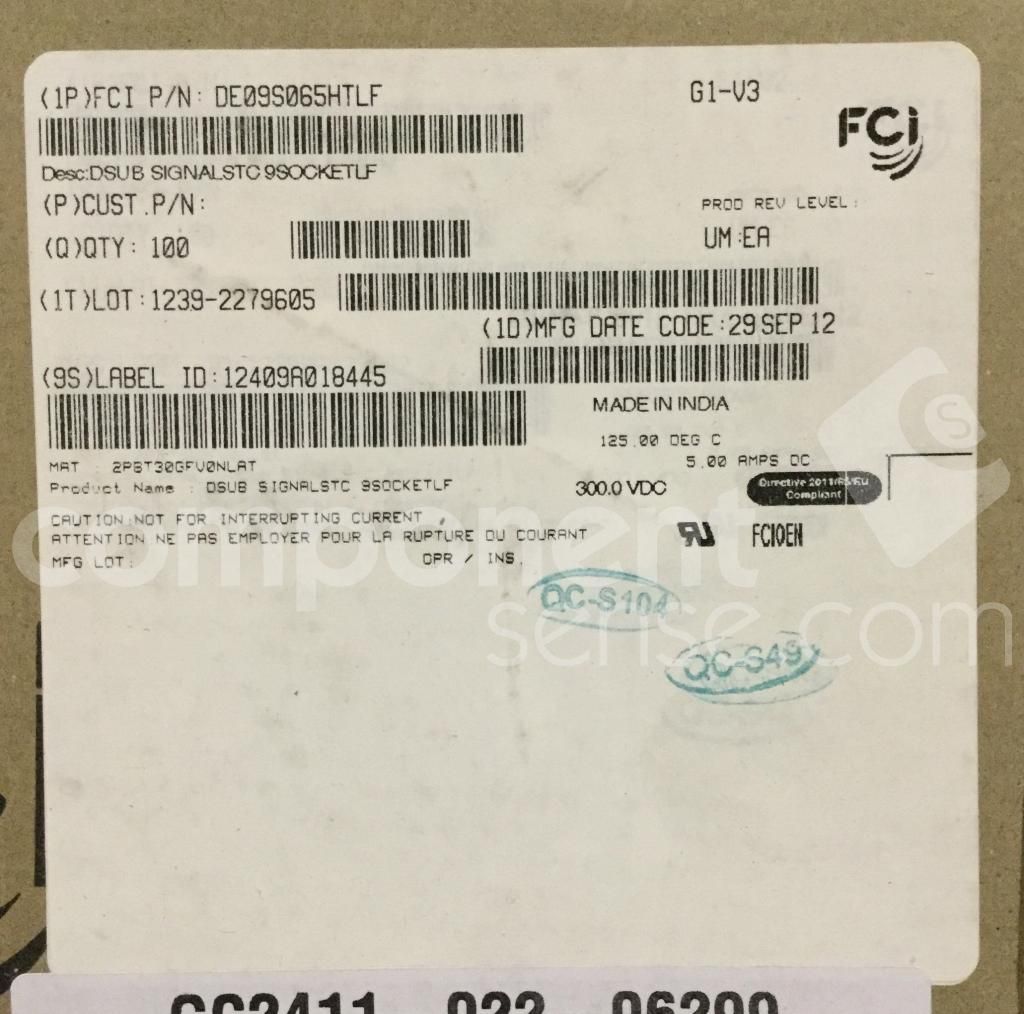 (1P)FCI P/N: DE09S065HTLF
G1-V3
FCi
Desc:DSUB SIGNALSTC 9SOCKETLF
(P)CUST.P/N:
PROD REV LEVEL:
(Q)QTY: 100
UM:EA
(1T)LOT:1239-2279605
(1D)MFG DATE CODE:29 SEP 12
(9S)LABEL ID:12409A018445
MADE IN INDIA
125.00 DEG C
5.00 AMPS DC
MAT : 2PBT30GFV0NLAT
Product Name : DSUB SIGNALSTC 9SOCKETLF
300.0 VDC
Directive 2011/65/EU
Compliant
CAUTION:NOT FOR INTERRUPTING CURRENT
ATTENTION NE PAS EMPLOYER POUR LA RUPTURE DU COURANT
FCIOEN
MFG LOT:
OPR / INS.
QC-S104
QC-S49
component
sense.com